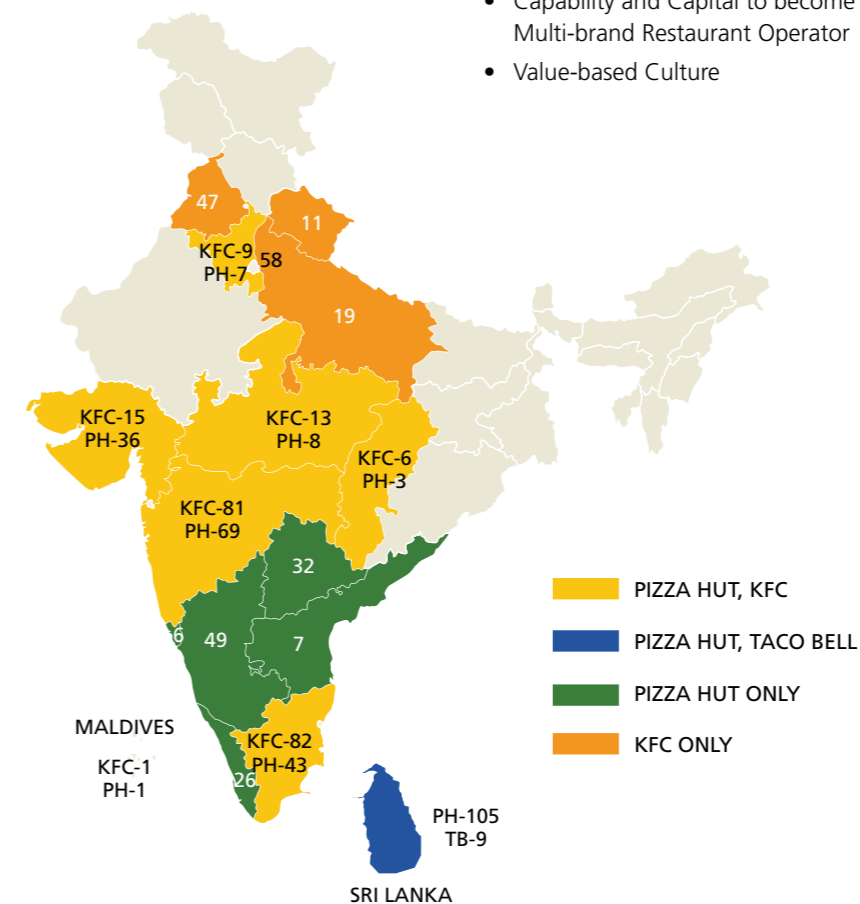 • Capability and Capital to become
Multi-brand Restaurant Operator
• Value-based Culture
47
11
KFC-9
PH-7
58
19
KFC-15
PH-36
KFC-13
PH-8
KFC-6
PH-3
KFC-81
PH-69
32
6
49
7
PIZZA HUT, KFC
PIZZA HUT, TACO BELL
PIZZA HUT ONLY
KFC ONLY
MALDIVES
KFC-1
PH-1
KFC-82
PH-43
26
PH-105
TB-9
SRI LANKA